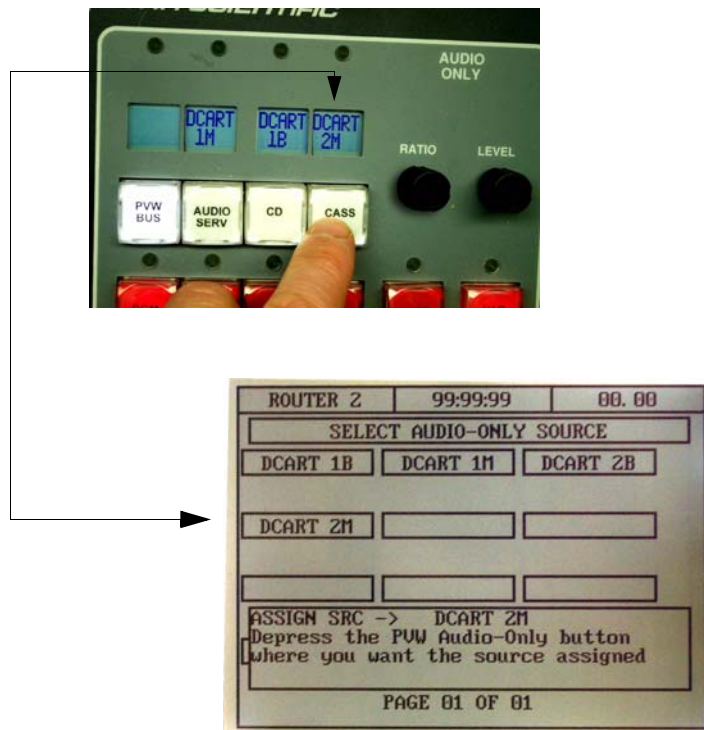 SCIENTIFIC
AUDIO
ONLY
DCART
1M
DCART
1B
DCART
2M
RATIO
LEVEL
PVW
BUS
AUDIO
SERV
CD
CASS
ROUTER 2
99:99:99
00.00
SELECT AUDIO-ONLY SOURCE
DCART 1B
DCART 1M
DCART 2B
DCART 2M
ASSIGN SRC -> DCART 2M
Depress the PVW Audio-Only button
where you want the source assigned
PAGE 01 OF 01